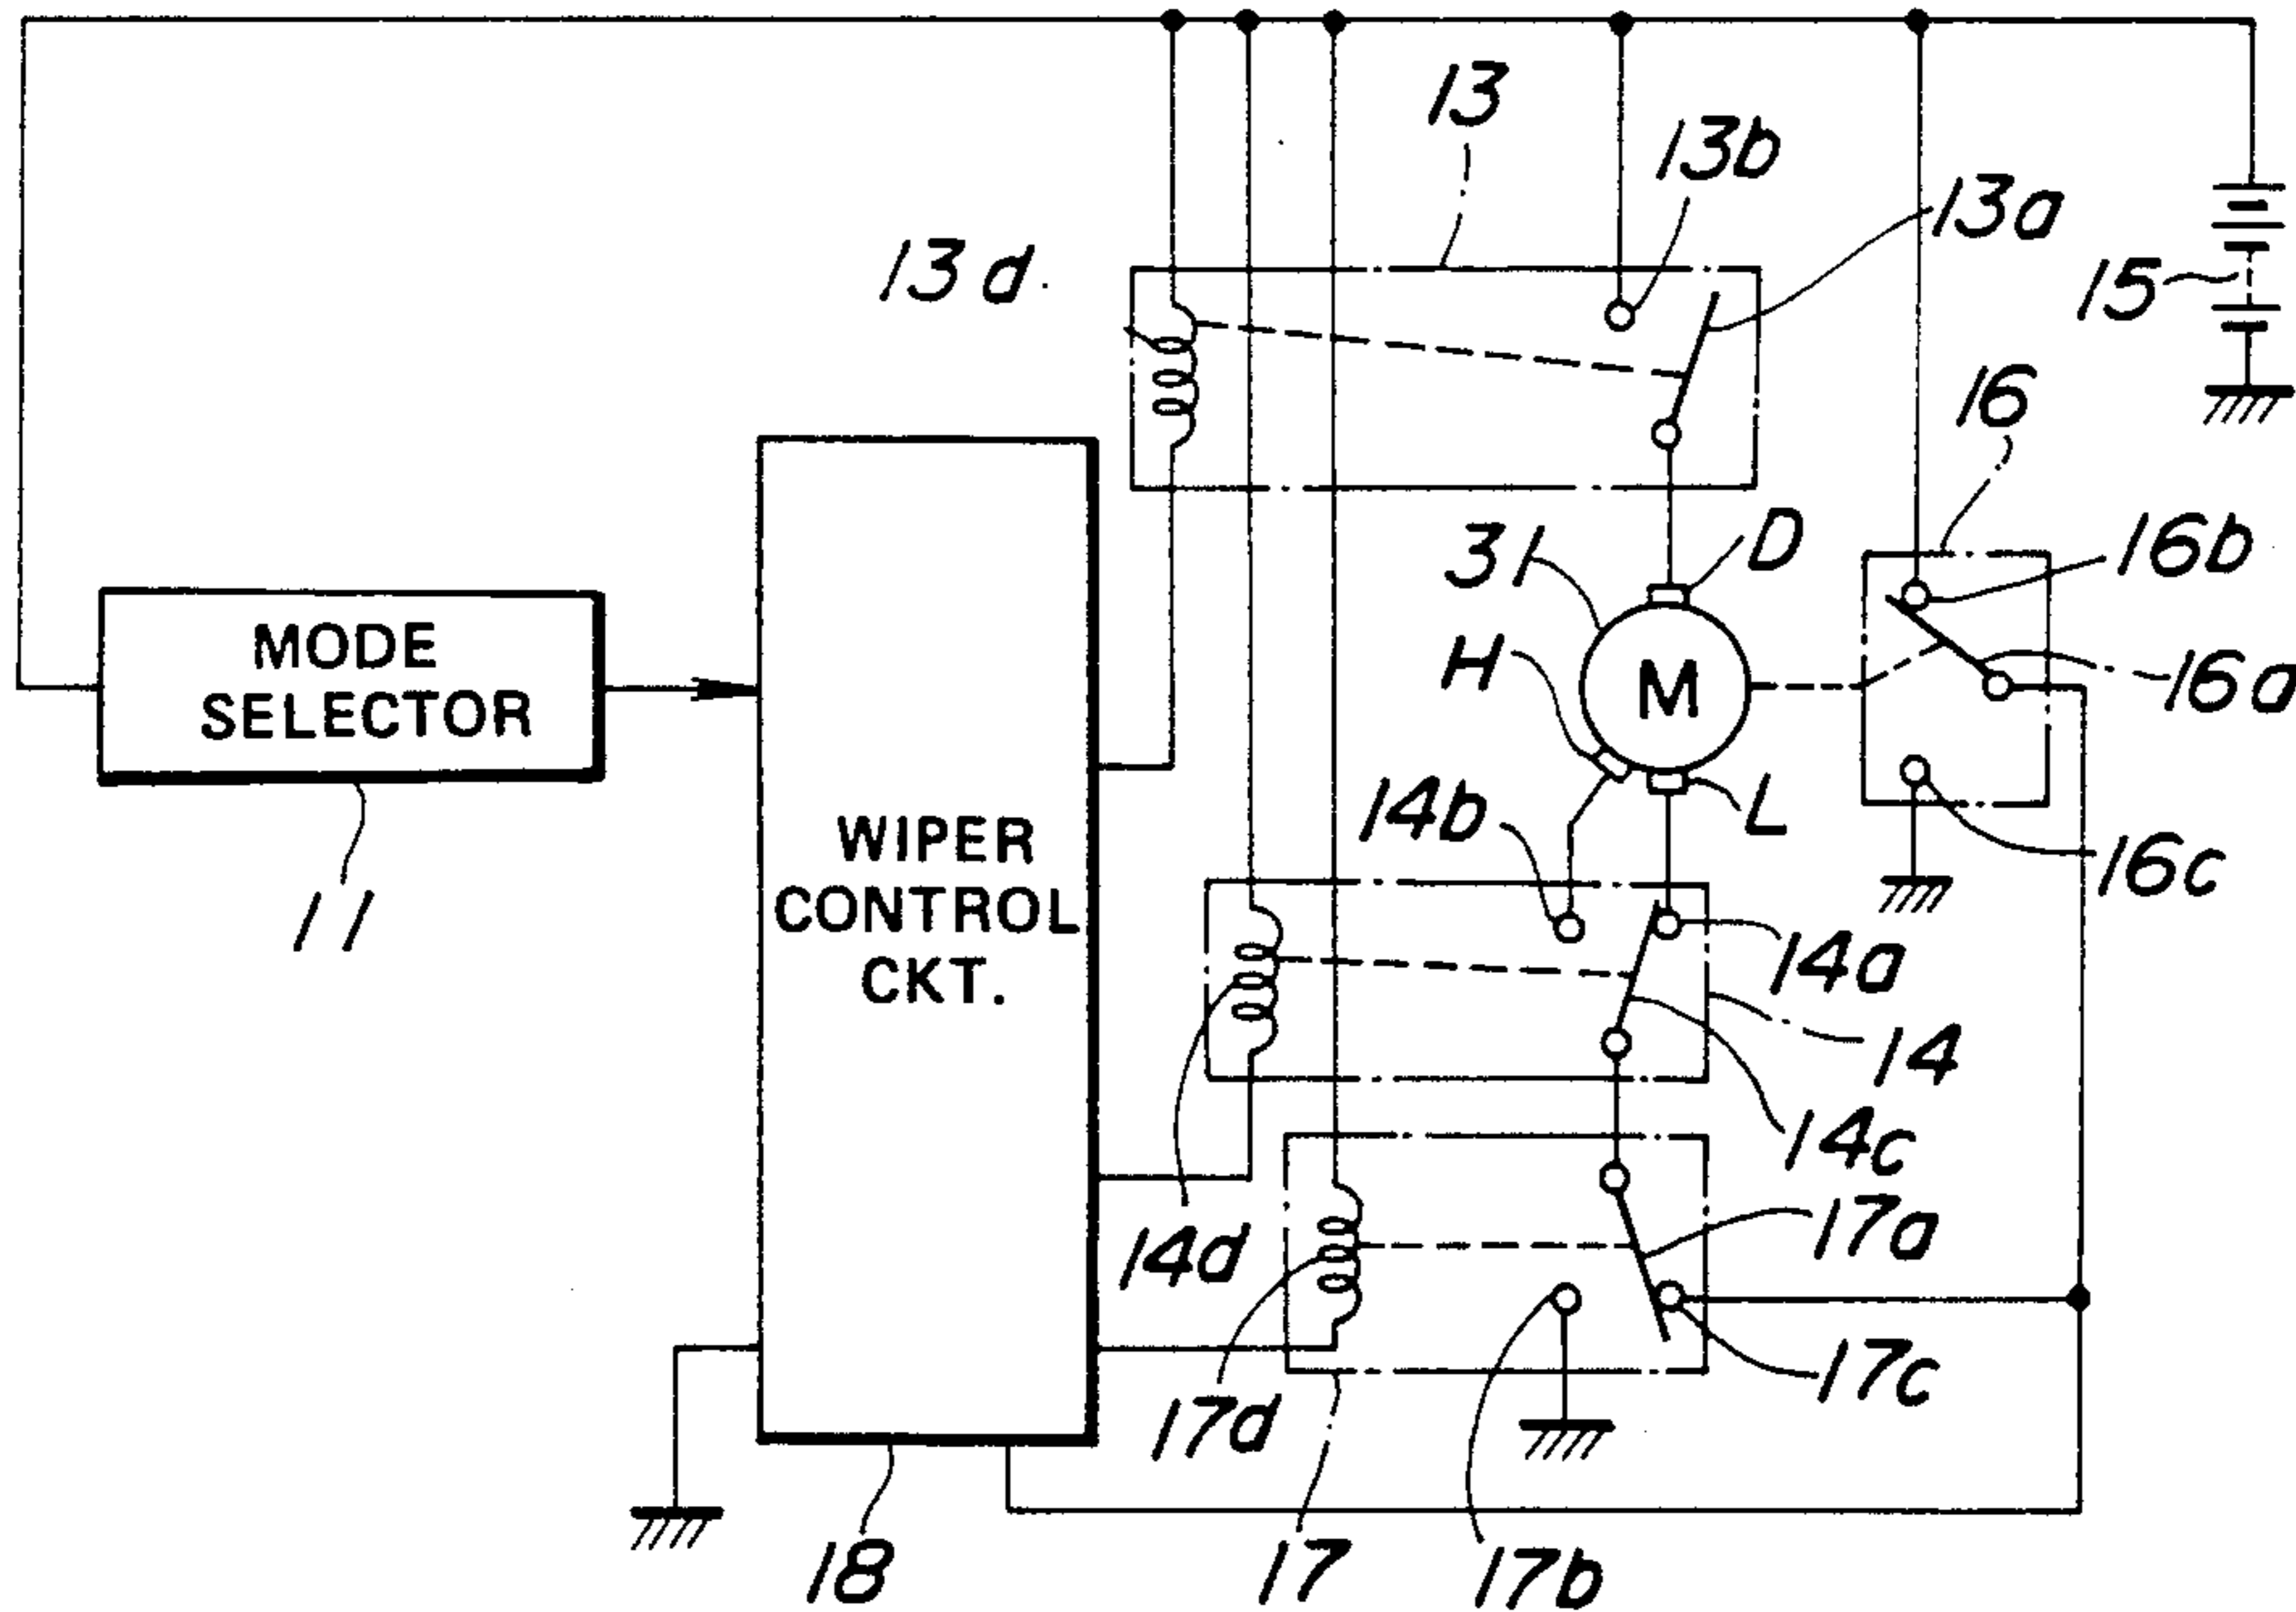 13
13b
13a
13d.
15
16
31
D
16b
MODE
SELECTOR
H
M
16a
14b
L
WIPER
CONTROL
CKT.
16c
11
14a
14
14c
14d
17a
17c
17d
18
17
17b